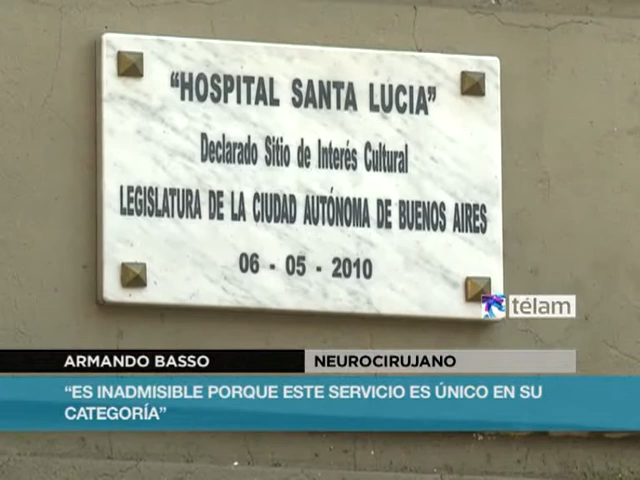 "HOSPITAL SANTA LUCIA"
Declarado Sitio de Interés Cultural
LEGISLATURA DE LA CIUDAD AUTÓNOMA DE BUENOS AIRES
06 - 05 - 2010
télam
ARMANDO BASSO
NEUROCIRUJANO
“ES INADMISIBLE PORQUE ESTE SERVICIO ES ÚNICO EN SU
CATEGORÍA”